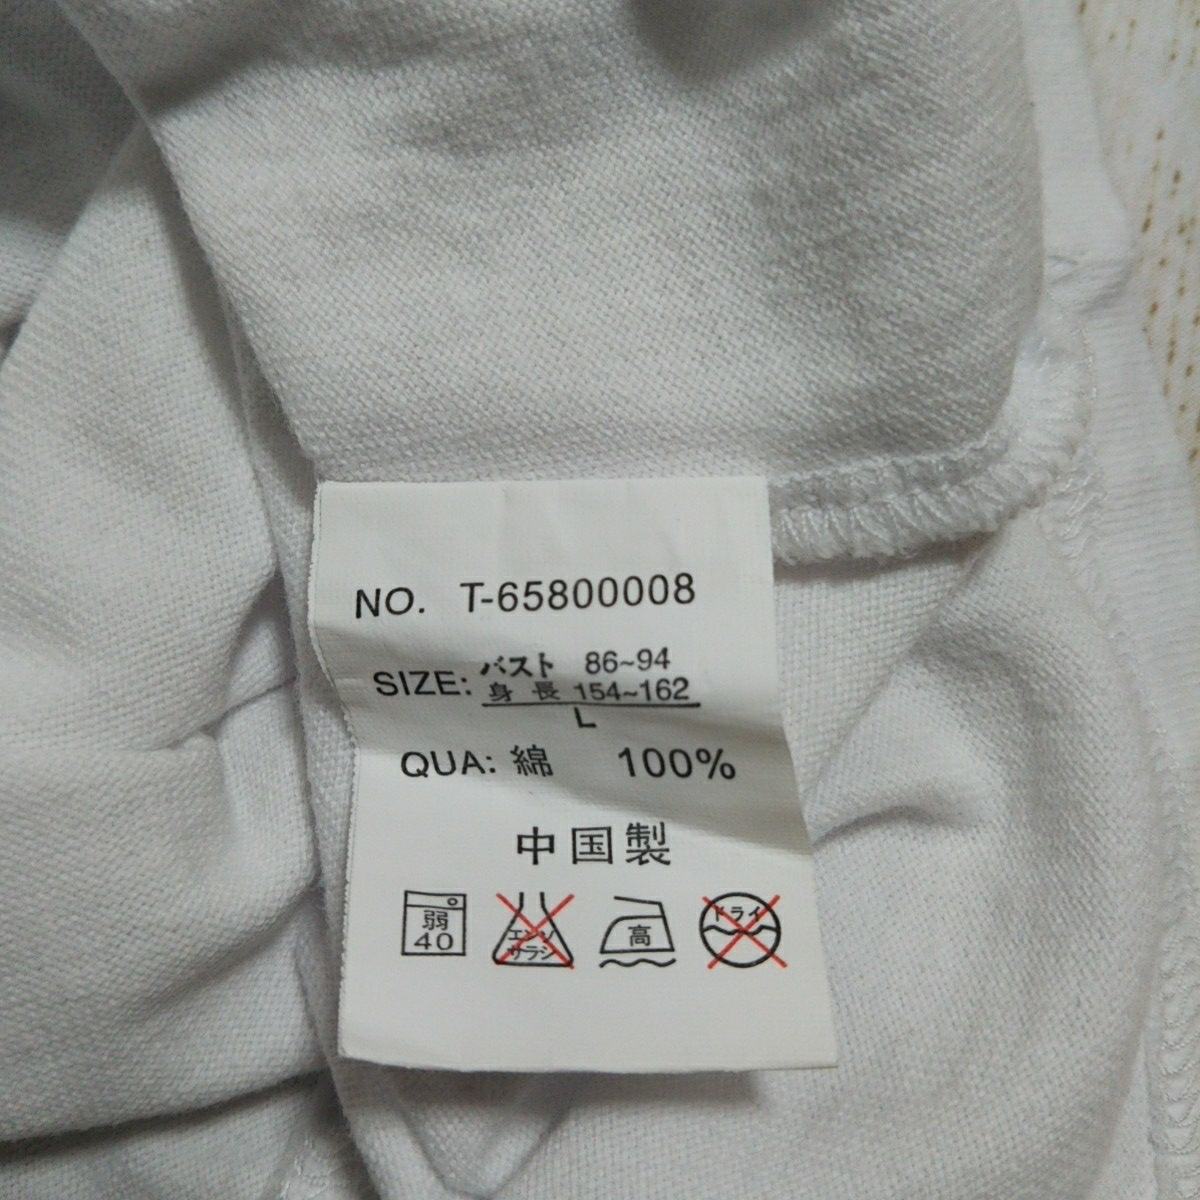 NO. T-65800008
SIZE: バスト 86~94
身長 154~162
L
QUA: 綿 100%
中国製
弱 40
エンソ サラシ
高
ドライ